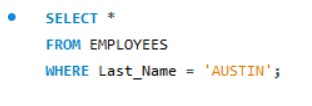 SELECT *
FROM EMPLOYEES
WHERE Last_Name = 'AUSTIN';